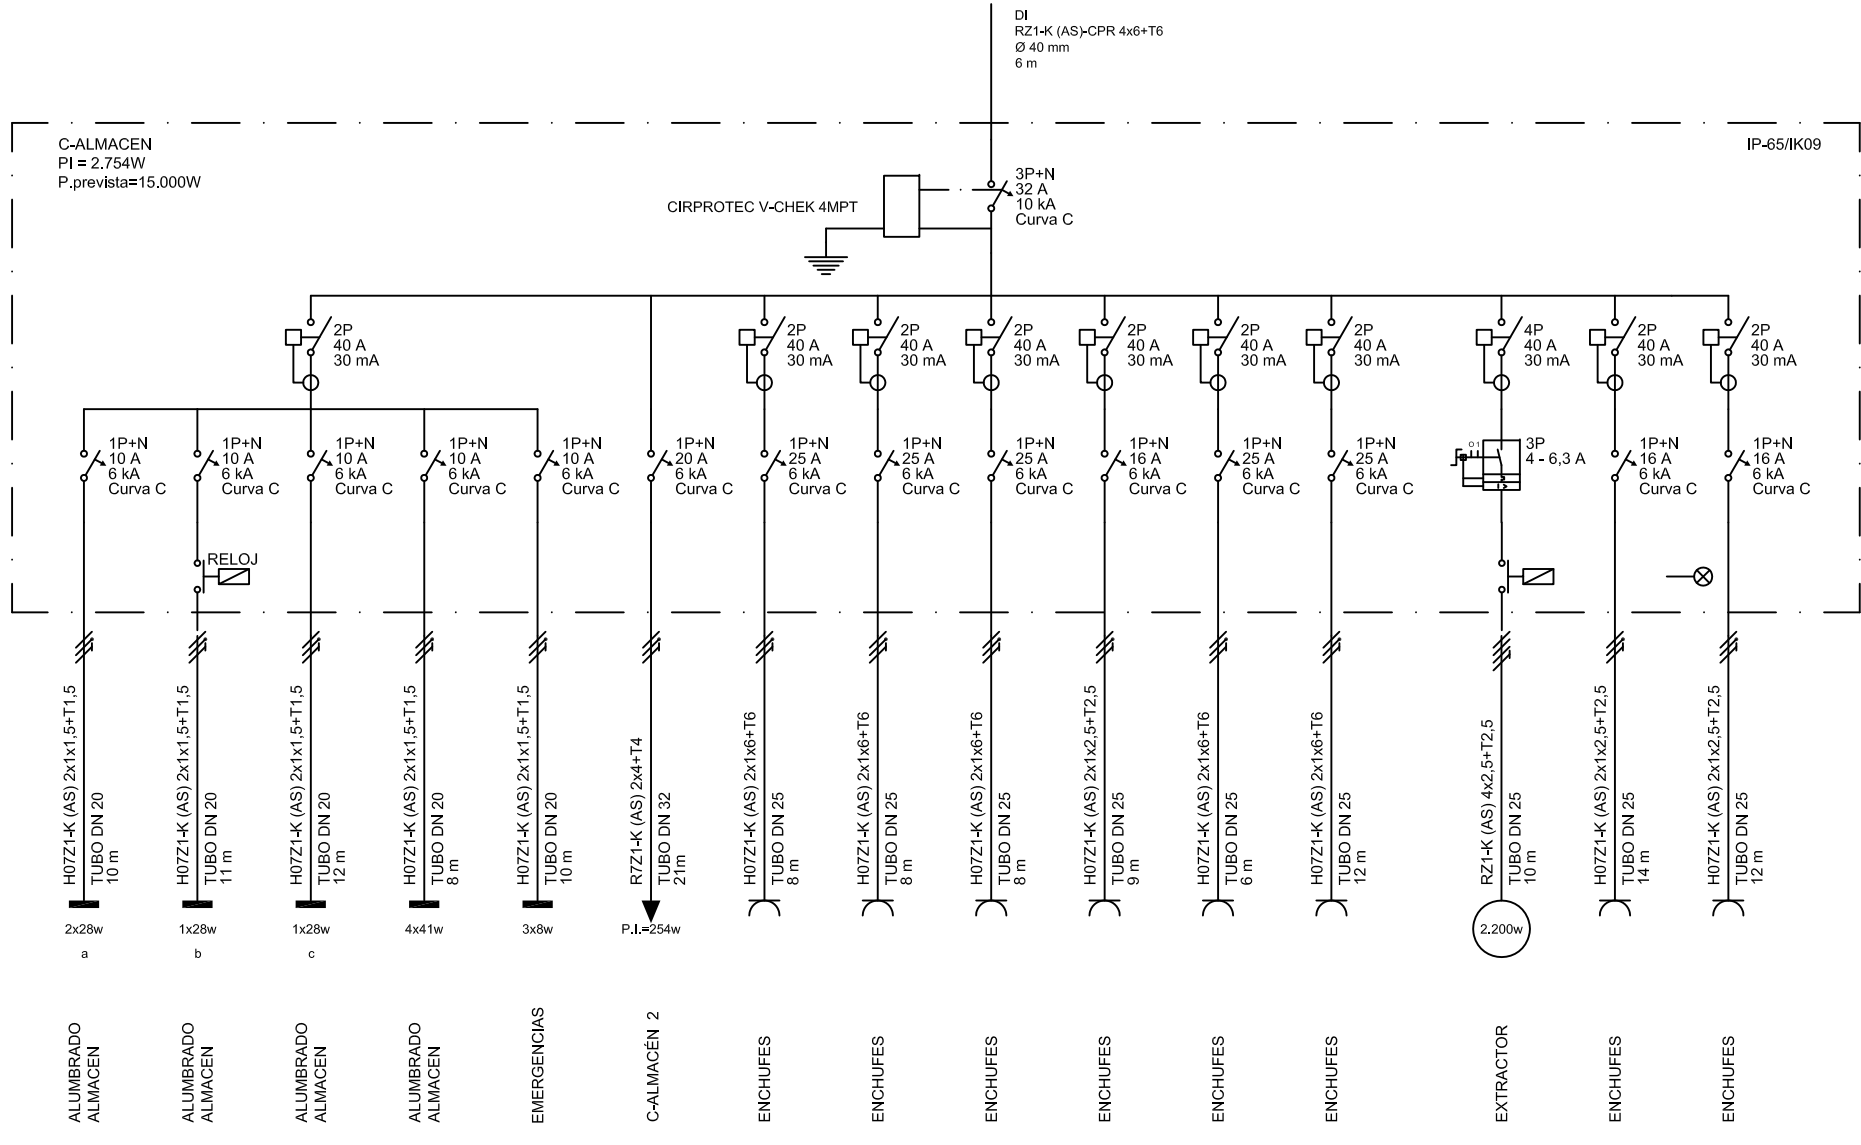 DI
RZ1-K (AS)-CPR 4x6+T6
Ø 40 mm
6 m
C-ALMACEN
PI = 2.754W
P.prevista=15.000W
IP-65/IK09
CIRPROTEC V-CHEK 4MPT
3P+N
32 A
10 kA
Curva C
2P
40 A
30 mA
2P
40 A
30 mA
2P
40 A
30 mA
2P
40 A
30 mA
2P
40 A
30 mA
2P
40 A
30 mA
2P
40 A
30 mA
4P
40 A
30 mA
2P
40 A
30 mA
2P
40 A
30 mA
1P+N
10 A
6 kA
Curva C
1P+N
10 A
6 kA
Curva C
1P+N
10 A
6 kA
Curva C
1P+N
10 A
6 kA
Curva C
1P+N
10 A
6 kA
Curva C
1P+N
20 A
6 kA
Curva C
1P+N
25 A
6 kA
Curva C
1P+N
25 A
6 kA
Curva C
1P+N
25 A
6 kA
Curva C
1P+N
16 A
6 kA
Curva C
1P+N
25 A
6 kA
Curva C
1P+N
25 A
6 kA
Curva C
0 1
3P
4 - 6,3 A
1P+N
16 A
6 kA
Curva C
1P+N
16 A
6 kA
Curva C
RELOJ
H07Z1-K (AS) 2x1x1,5+T1,5
TUBO DN 20
10 m
H07Z1-K (AS) 2x1x1,5+T1,5
TUBO DN 20
11 m
H07Z1-K (AS) 2x1x1,5+T1,5
TUBO DN 20
12 m
H07Z1-K (AS) 2x1x1,5+T1,5
TUBO DN 20
8 m
H07Z1-K (AS) 2x1x1,5+T1,5
TUBO DN 20
10 m
R7Z1-K (AS) 2x4+T4
TUBO DN 32
21m
H07Z1-K (AS) 2x1x6+T6
TUBO DN 25
8 m
H07Z1-K (AS) 2x1x6+T6
TUBO DN 25
8 m
H07Z1-K (AS) 2x1x6+T6
TUBO DN 25
8 m
H07Z1-K (AS) 2x1x2,5+T2,5
TUBO DN 25
9 m
H07Z1-K (AS) 2x1x6+T6
TUBO DN 25
6 m
H07Z1-K (AS) 2x1x6+T6
TUBO DN 25
12 m
RZ1-K (AS) 4x2,5+T2,5
TUBO DN 25
10 m
H07Z1-K (AS) 2x1x2,5+T2,5
TUBO DN 25
14 m
H07Z1-K (AS) 2x1x2,5+T2,5
TUBO DN 25
12 m
2x28w
a
1x28w
b
1x28w
c
4x41w
3x8w
P.I.=254w
2.200w
ALUMBRADO
ALMACEN
ALUMBRADO
ALMACEN
ALUMBRADO
ALMACEN
ALUMBRADO
ALMACEN
EMERGENCIAS
C-ALMACÉN 2
ENCHUFES
ENCHUFES
ENCHUFES
ENCHUFES
ENCHUFES
ENCHUFES
EXTRACTOR
ENCHUFES
ENCHUFES